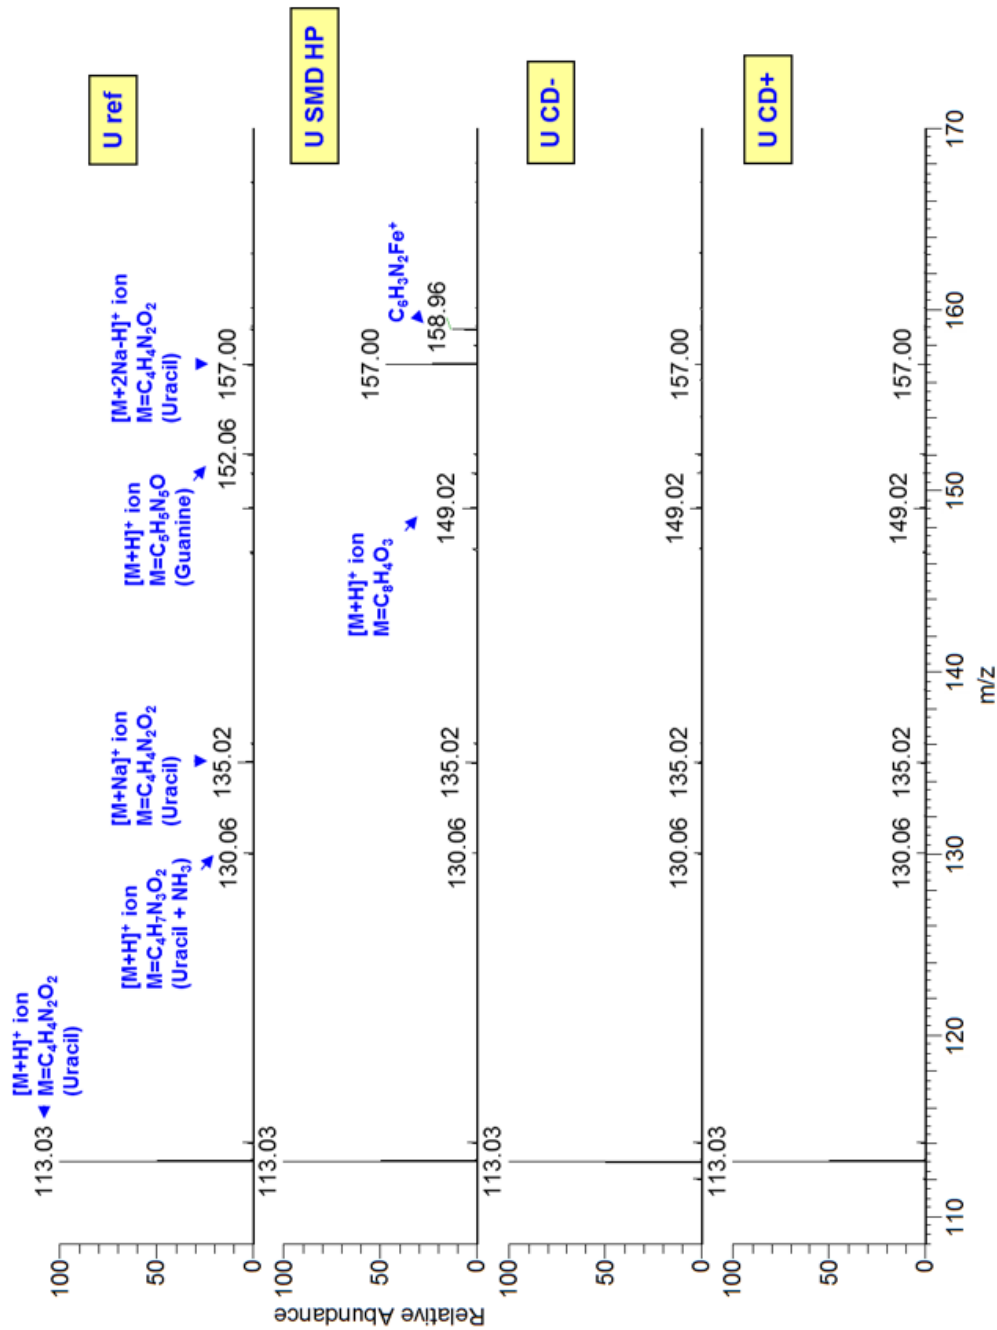 U ref
[M+H]⁺ ion
M=C₄H₄N₂O₂
(Uracil)
113.03
[M+H]⁺ ion
M=C₄H₇N₃O₂
(Uracil + NH₃)
130.06
[M+Na]⁺ ion
M=C₄H₄N₂O₂
(Uracil)
135.02
[M+H]⁺ ion
M=C₅H₅N₅O
(Guanine)
152.06
[M+2Na-H]⁺ ion
M=C₄H₄N₂O₂
(Uracil)
157.00
100
50
0
U SMD HP
113.03
130.06
135.02
[M+H]⁺ ion
M=C₈H₄O₃
149.02
157.00
C₆H₃N₂Fe⁺
158.96
100
50
0
Relative Abundance
U CD-
113.03
130.06
135.02
149.02
157.00
100
50
0
U CD+
113.03
130.06
135.02
149.02
157.00
100
50
0
110
120
130
140
150
160
170
m/z